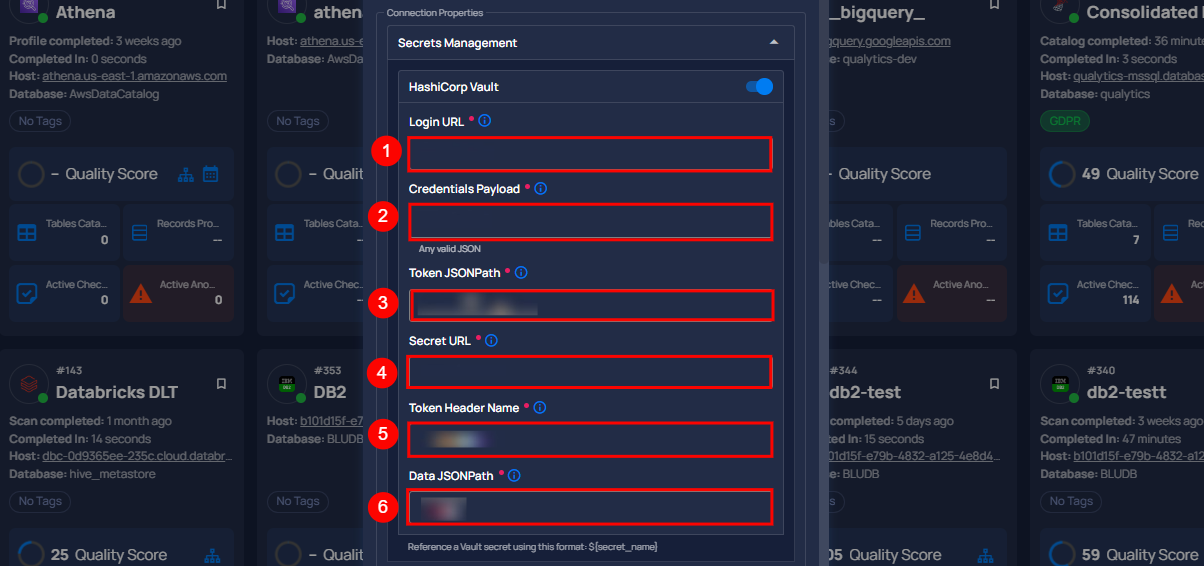 Athena
Profile completed: 3 weeks ago
Completed In: 0 seconds
Host: athena.us-east-1.amazonaws.com
Database: AwsDataCatalog
No Tags
– Quality Score
Tables Cata...
0
Records Pro...
--
Active Chec...
0
Active Ano...
0
athen
Host: athena.us-e
Database: AwsDa
No Tags
– Qualit
Tables Cata
Active Chec
Connection Properties
Secrets Management
HashiCorp Vault
Login URL *
1
Credentials Payload *
2
Any valid JSON
Token JSONPath *
3
Secret URL *
4
Token Header Name *
5
Data JSONPath *
6
Reference a Vault secret using this format: ${secret_name}
_bigquery_
gquery.googleapis.com
e: qualytics-dev
s
– Quality Score
ables Cata...
--
Records Pro...
--
ctive Chec...
--
Active Ano...
--
Consolidated
Catalog completed: 36 minute
Completed In: 3 seconds
Host: qualytics-mssql.databas
Database: qualytics
GDPR
49 Quality Score
Tables Cata...
7
Rec
Active Chec...
114
Act
#143
Databricks DLT
Scan completed: 1 month ago
Completed In: 14 seconds
Host: dbc-0d9365ee-235c.cloud.databr...
Database: hive_metastore
No Tags
25 Quality Score
#353
DB2
Host: b101d15f-e7
Database: BLUDB
No Tags
– Qualit
#344
db2-test
mpleted: 5 days ago
ed In: 15 seconds
01d15f-e79b-4832-a125-4e8d4...
e: BLUDB
s
05 Quality Score
#340
db2-testt
Scan completed: 3 weeks ago
Completed In: 47 minutes
Host: b101d15f-e79b-4832-a12
Database: BLUDB
No Tags
59 Quality Score